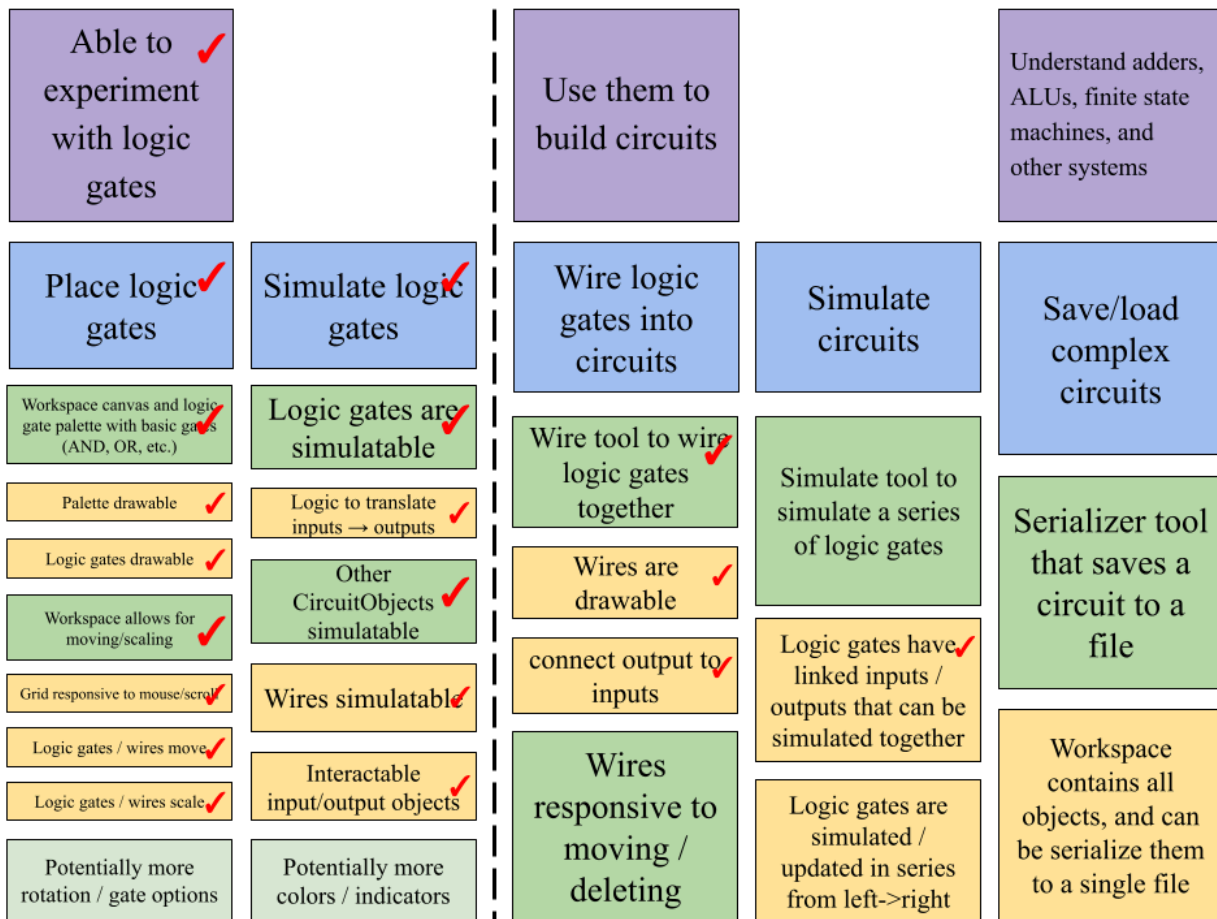 Able to
experiment
with logic
gates
Use them to
build circuits
Understand adders,
ALUs, finite state
machines, and
other systems
Place logic
gates
Simulate logic
gates
Wire logic
gates into
circuits
Simulate
circuits
Save/load
complex
circuits
Workspace canvas and logic
gate palette with basic gates
(AND, OR, etc.)
Palette drawable
Logic gates drawable
Workspace allows for
moving/scaling
Grid responsive to mouse/scroll
Logic gates / wires move
Logic gates / wires scale
Potentially more
rotation / gate options
Logic gates are
simulatable
Logic to translate
inputs → outputs
Other
CircuitObjects
simulatable
Wires simulatable
Interactable
input/output objects
Potentially more
colors / indicators
Wire tool to wire
logic gates
together
Wires are
drawable
connect output to
inputs
Wires
responsive to
moving /
deleting
Simulate tool to
simulate a series
of logic gates
Logic gates have
linked inputs /
outputs that can be
simulated together
Logic gates are
simulated /
updated in series
from left->right
Serializer tool
that saves a
circuit to a
file
Workspace
contains all
objects, and can
be serialize them
to a single file